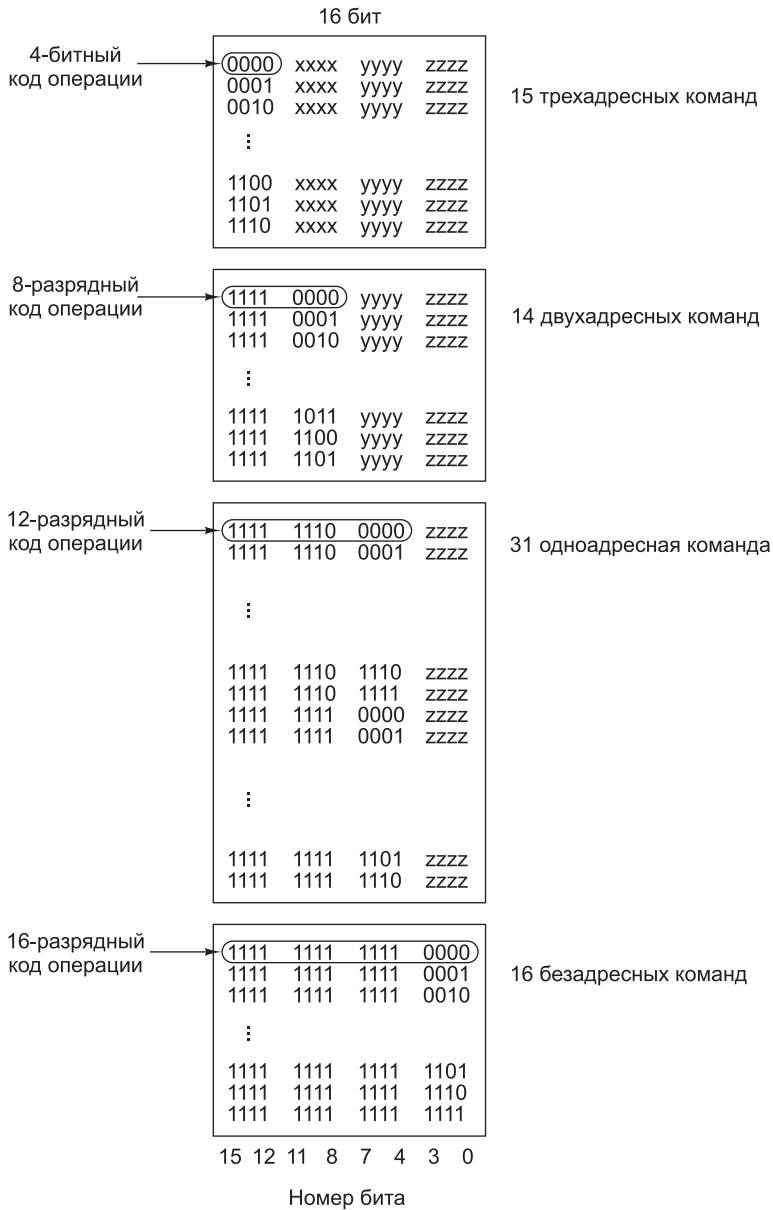 16 бит
4-битный
код операции
0000 xxxx yyyy zzzz
0001 xxxx yyyy zzzz
0010 xxxx yyyy zzzz
⋮
1100 xxxx yyyy zzzz
1101 xxxx yyyy zzzz
1110 xxxx yyyy zzzz
15 трехадресных команд
8-разрядный
код операции
1111 0000 yyyy zzzz
1111 0001 yyyy zzzz
1111 0010 yyyy zzzz
⋮
1111 1011 yyyy zzzz
1111 1100 yyyy zzzz
1111 1101 yyyy zzzz
14 двухадресных команд
12-разрядный
код операции
1111 1110 0000 zzzz
1111 1110 0001 zzzz
⋮
1111 1110 1110 zzzz
1111 1110 1111 zzzz
1111 1111 0000 zzzz
1111 1111 0001 zzzz
⋮
1111 1111 1101 zzzz
1111 1111 1110 zzzz
31 одноадресная команда
16-разрядный
код операции
1111 1111 1111 0000
1111 1111 1111 0001
1111 1111 1111 0010
⋮
1111 1111 1111 1101
1111 1111 1111 1110
1111 1111 1111 1111
16 безадресных команд
15 12 11 8 7 4 3 0
Номер бита